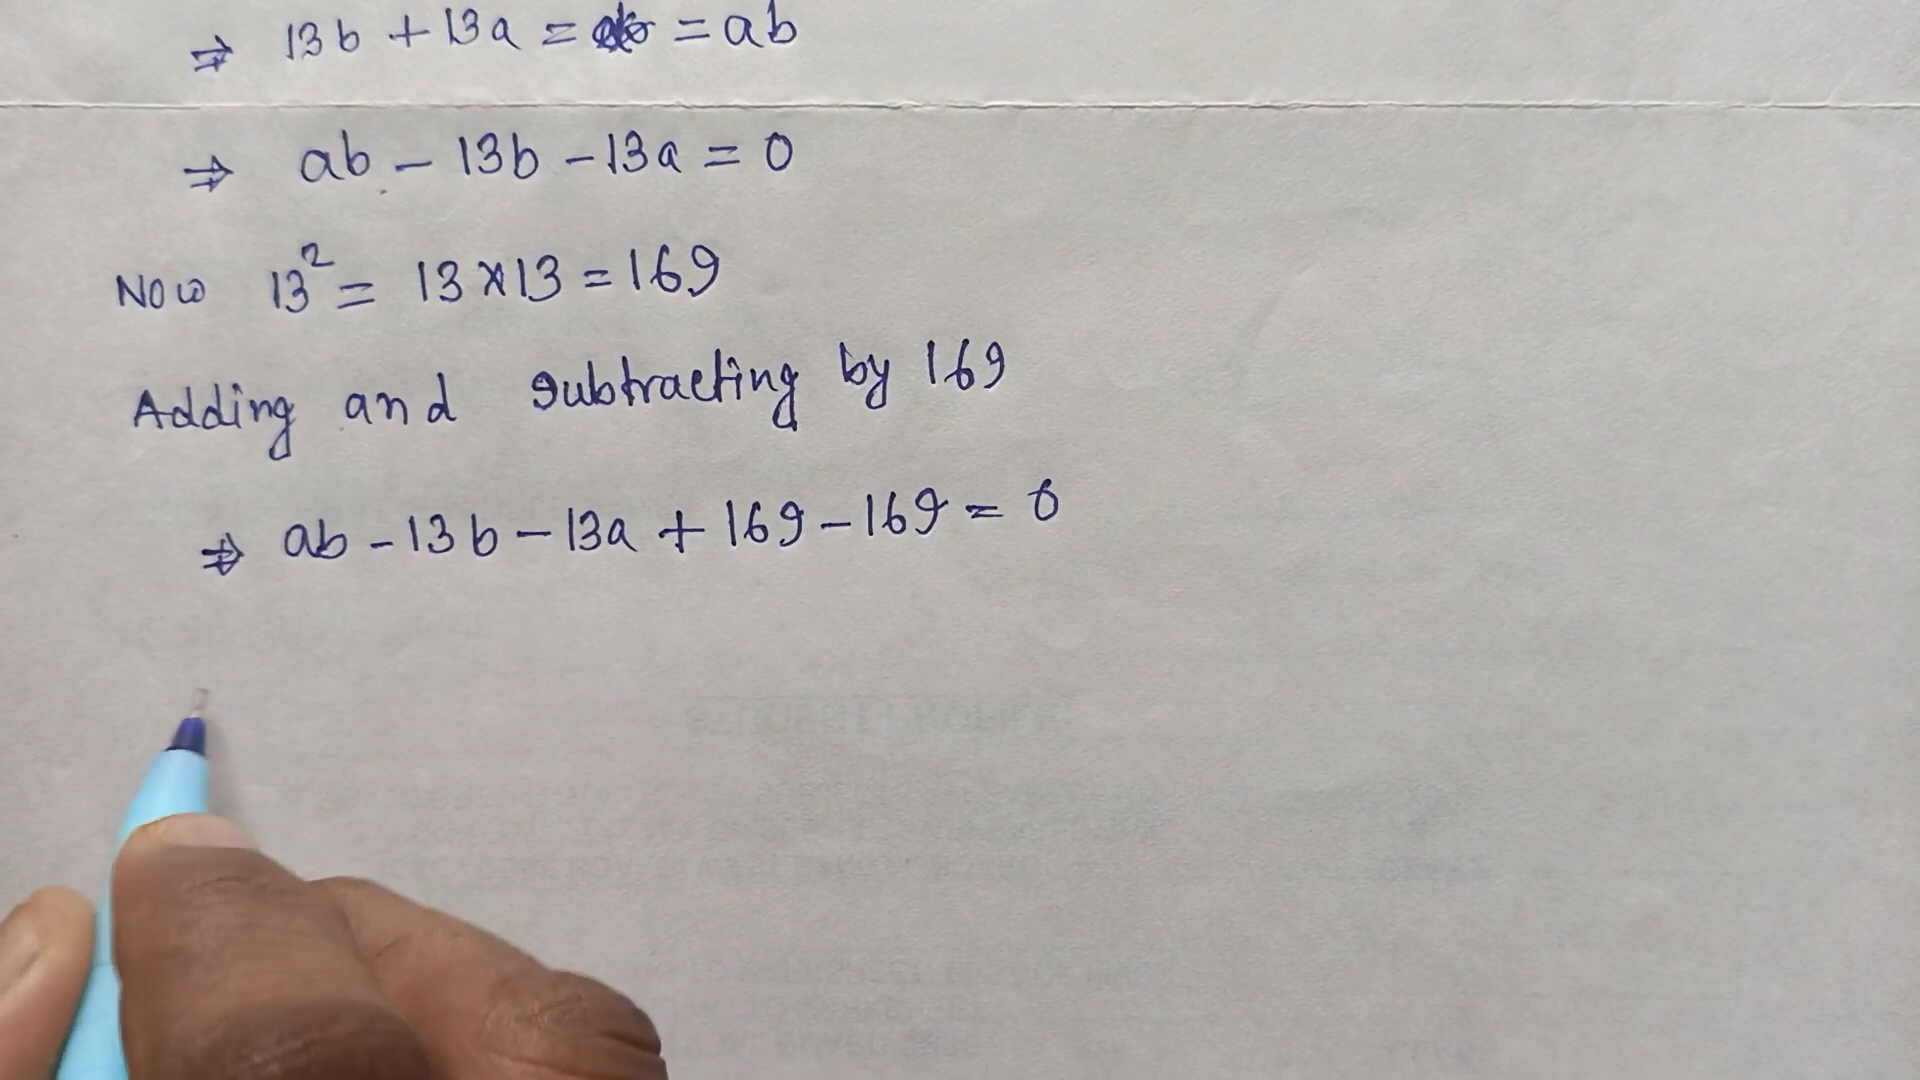 ⇒ 13b + 13a = = ab
⇒ ab - 13b - 13a = 0
Now 13² = 13 × 13 = 169
Adding and subtracting by 169
⇒ ab - 13b - 13a + 169 - 169 = 0